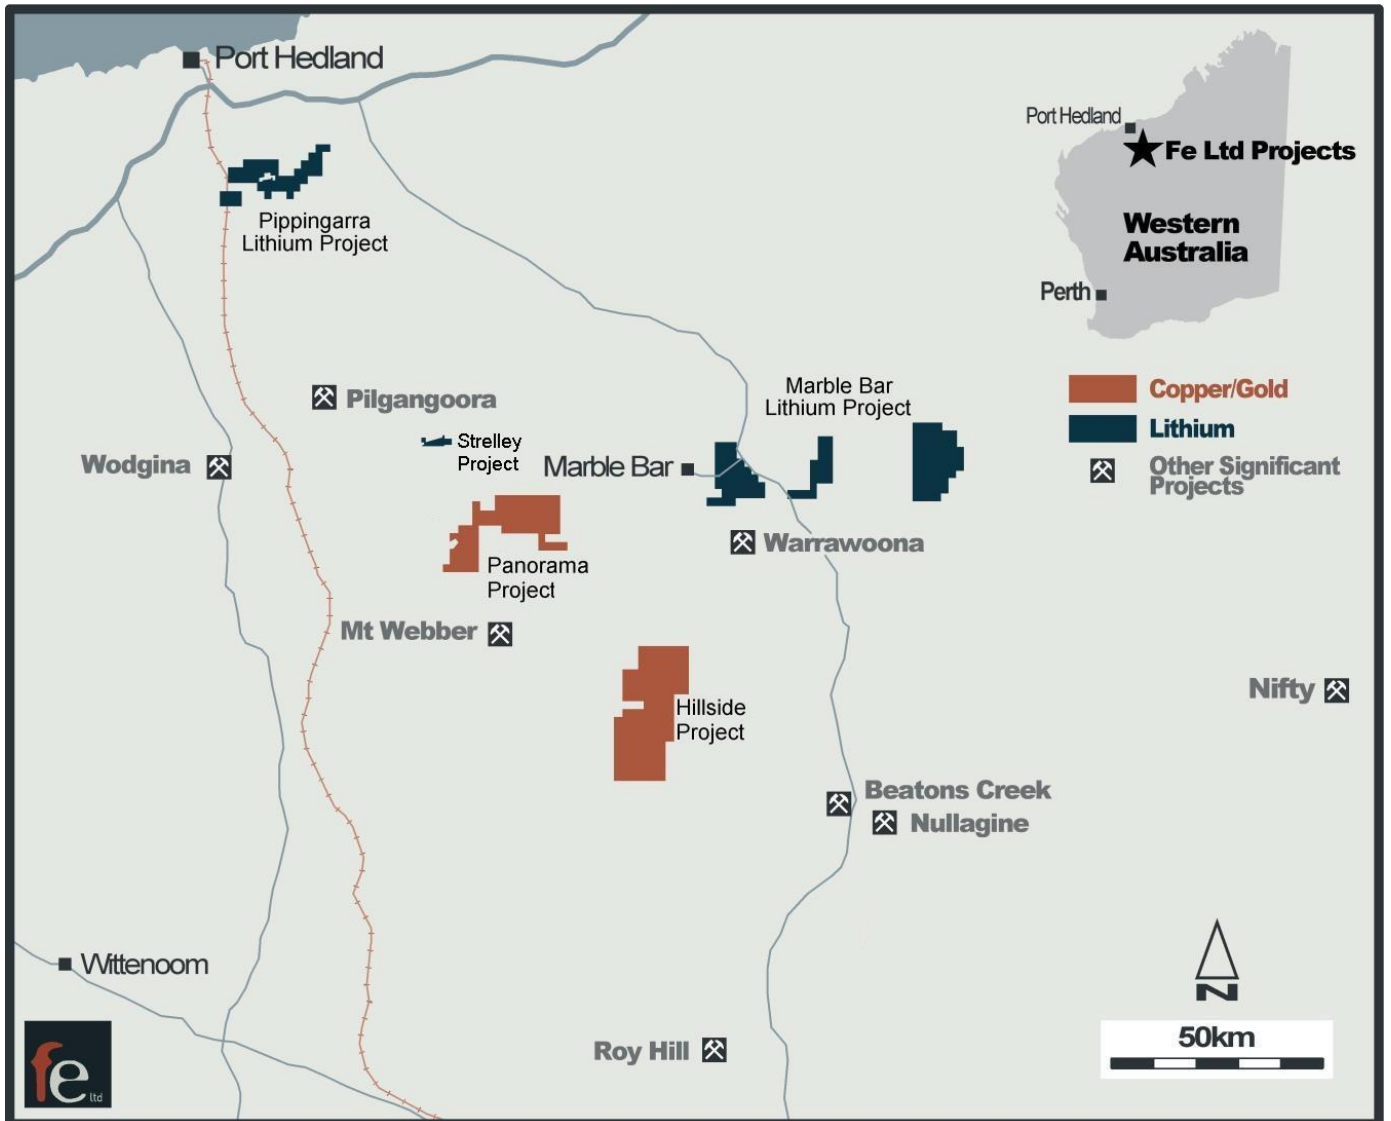 Port Hedland
Port Hedland
Fe Ltd Projects
Pippingarra
Lithium Project
Western
Australia
Perth
Copper/Gold
Lithium
Other Significant
Projects
Marble Bar
Lithium Project
Pilgangoora
Strelley
Project
Wodgina
Marble Bar
Warrawoona
Panorama
Project
Mt Webber
Hillside
Project
Nifty
Beatons Creek
Nullagine
Wittenoom
N
Roy Hill
50km
fe
ltd